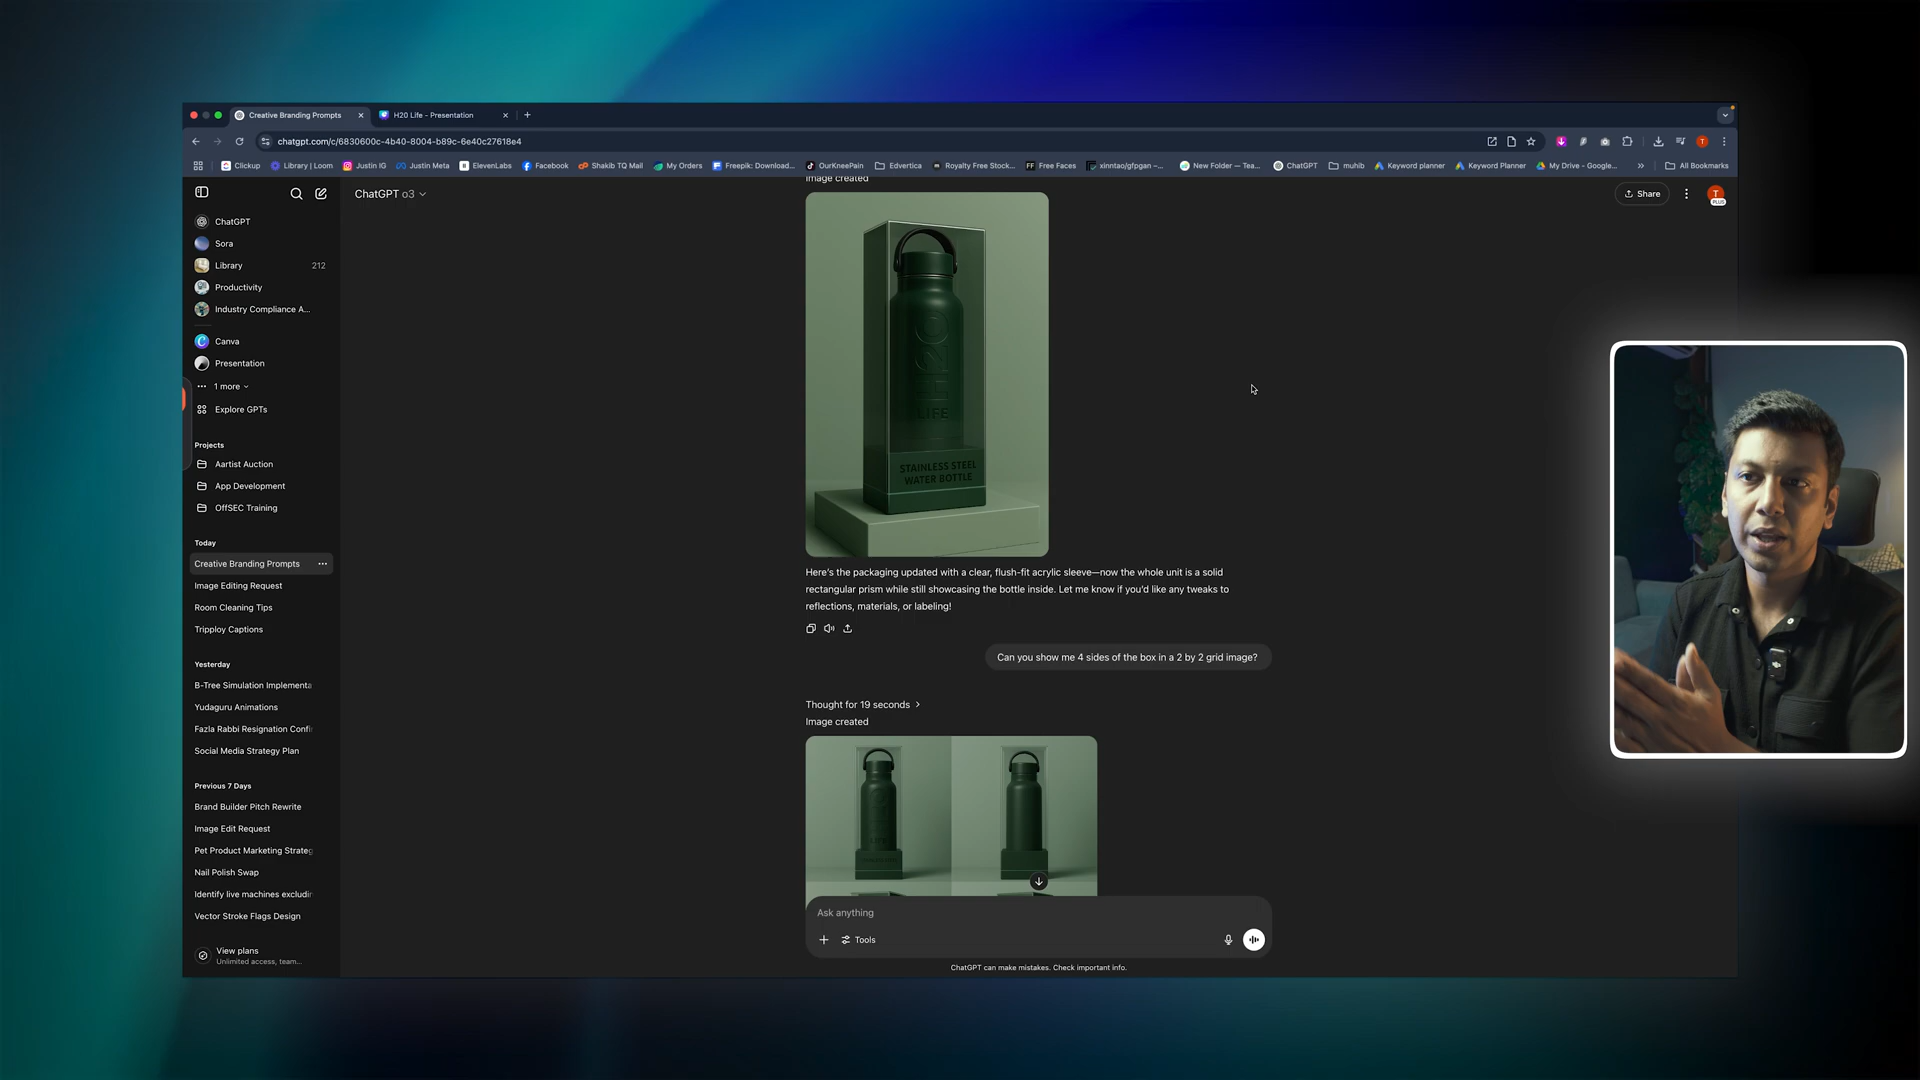 Creative Branding Prompts
H20 Life - Presentation
chatgpt.com/c/6830600c-4b40-8004-b89c-6e40c27618e4
Clickup
Library | Loom
Justin IG
Justin Meta
ElevenLabs
Facebook
Shakib TQ Mail
My Orders
Freepik: Download...
OurKneePain
Edvertica
Royalty Free Stock...
FF Free Faces
xinntao/gfpgan –...
New Folder — Tea...
ChatGPT
muhib
Keyword planner
Keyword Planner
My Drive - Google...
»
All Bookmarks
ChatGPT o3
Share
T
PLUS
ChatGPT
Sora
Library 212
Productivity
Industry Compliance A...
Canva
Presentation
1 more
Explore GPTs
Projects
Aartist Auction
App Development
OffSEC Training
Today
Creative Branding Prompts
Image Editing Request
Room Cleaning Tips
Tripploy Captions
Yesterday
B-Tree Simulation Implementa
Yudaguru Animations
Fazla Rabbi Resignation Confi
Social Media Strategy Plan
Previous 7 Days
Brand Builder Pitch Rewrite
Image Edit Request
Pet Product Marketing Strateg
Nail Polish Swap
Identify live machines excludin
Vector Stroke Flags Design
View plans
Unlimited access, team...
Image created
H2O
LIFE
STAINLESS STEEL
WATER BOTTLE
Here's the packaging updated with a clear, flush-fit acrylic sleeve—now the whole unit is a solid
rectangular prism while still showcasing the bottle inside. Let me know if you'd like any tweaks to
reflections, materials, or labeling!
Can you show me 4 sides of the box in a 2 by 2 grid image?
Thought for 19 seconds
Image created
Ask anything
Tools
ChatGPT can make mistakes. Check important info.